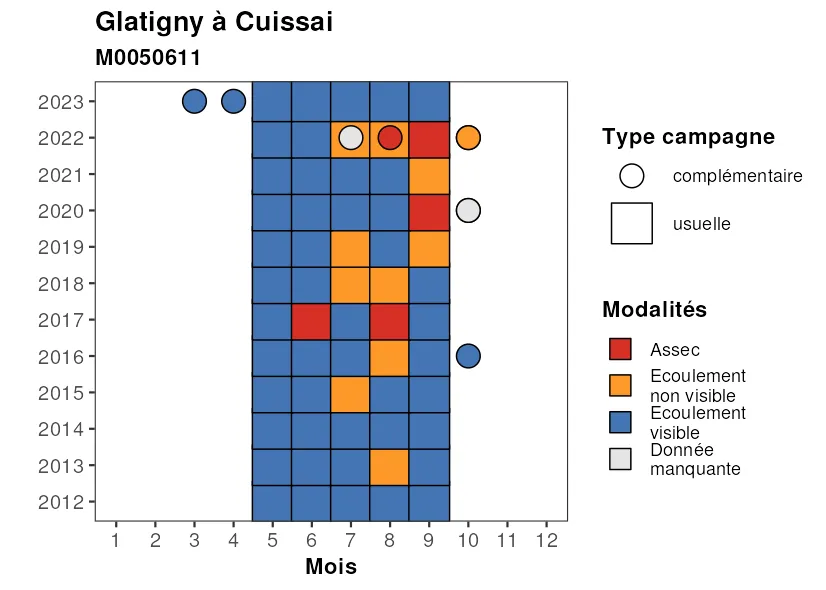 Glatigny à Cuissai
M0050611
2023
2022
2021
2020
2019
2018
2017
2016
2015
2014
2013
2012
1 2 3 4 5 6 7 8 9 10 11 12
Mois
Type campagne
complémentaire
usuelle
Modalités
Assec
Ecoulement
non visible
Ecoulement
visible
Donnée
manquante